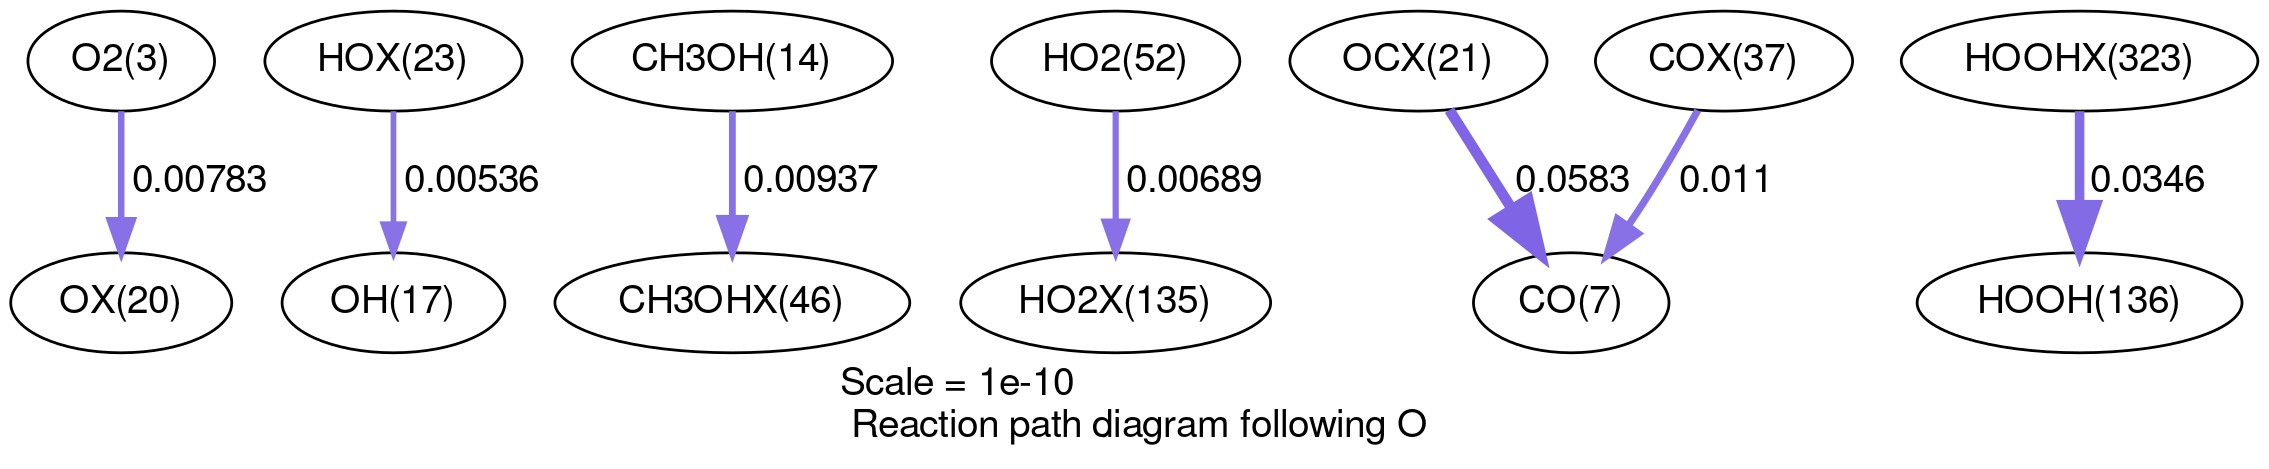 O2(3)
HOX(23)
CH3OH(14)
HO2(52)
OCX(21)
COX(37)
HOOHX(323)
0.00783
0.00536
0.00937
0.00689
0.0583
0.011
0.0346
OX(20)
OH(17)
CH3OHX(46)
HO2X(135)
CO(7)
HOOH(136)
Scale = 1e-10
Reaction path diagram following O